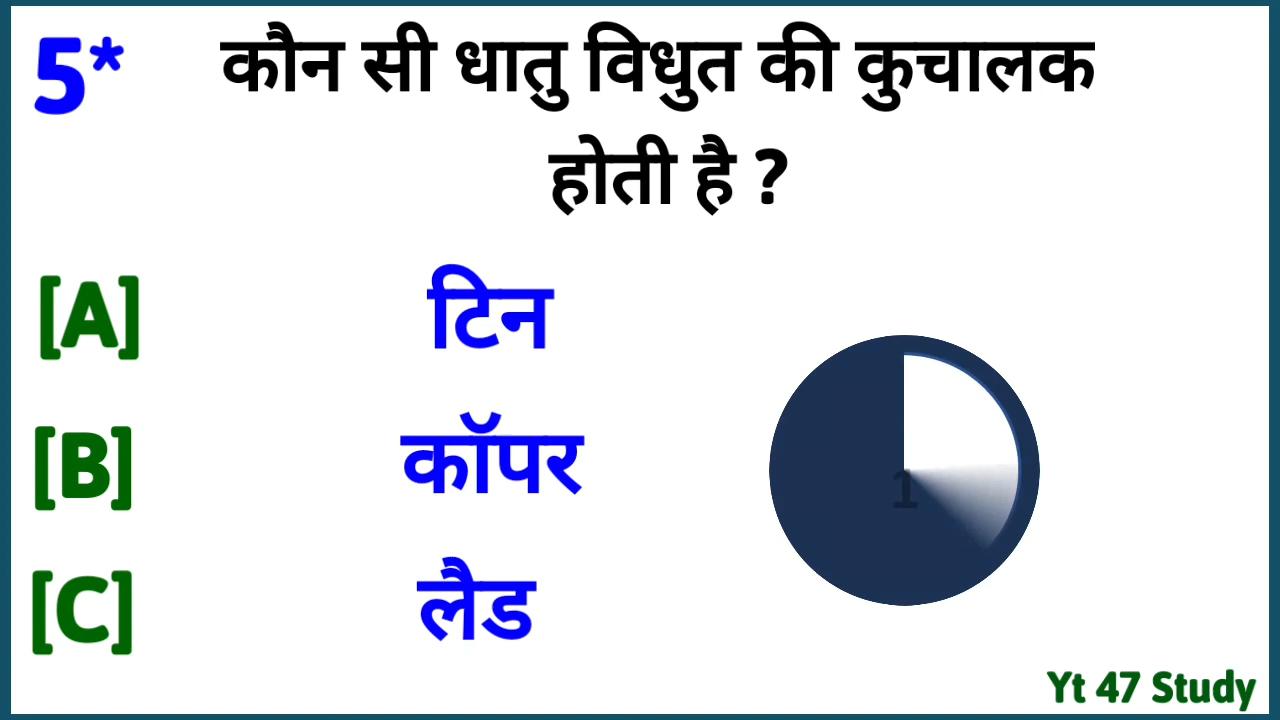 5* कौन सी धातु विधुत की कुचालक
होती है ?
[A] टिन
[B] कॉपर
1
[C] लैड
Yt 47 Study